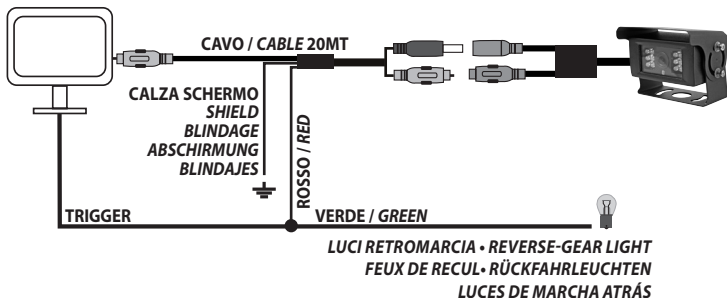 CAVO / CABLE 20MT
CALZA SCHERMO
SHIELD
BLINDAGE
ABSCHIRMUNG
BLINDAJES
ROSSO / RED
TRIGGER
VERDE / GREEN
LUCI RETROMARCIA • REVERSE-GEAR LIGHT
FEUX DE RECUL• RÜCKFAHRLEUCHTEN
LUCES DE MARCHA ATRÁS